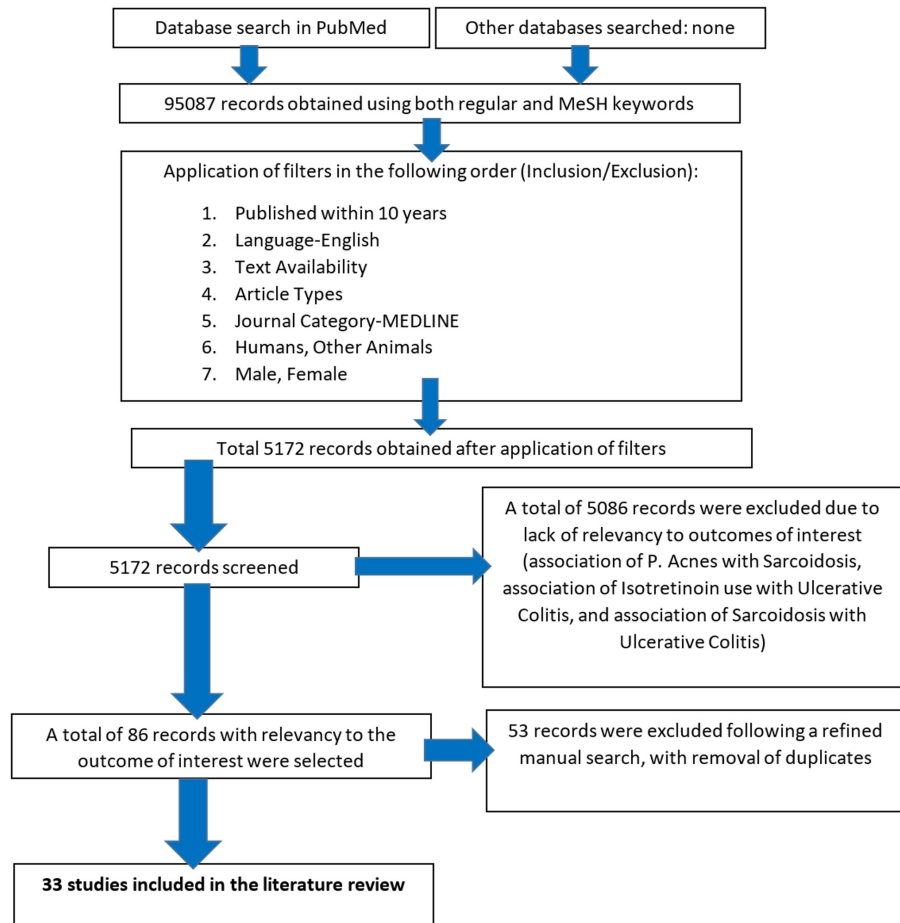 Database search in PubMed
Other databases searched: none
95087 records obtained using both regular and MeSH keywords
Application of filters in the following order (Inclusion/Exclusion):
1. Published within 10 years
2. Language-English
3. Text Availability
4. Article Types
5. Journal Category-MEDLINE
6. Humans, Other Animals
7. Male, Female
Total 5172 records obtained after application of filters
5172 records screened
A total of 5086 records were excluded due to
lack of relevancy to outcomes of interest
(association of P. Acnes with Sarcoidosis,
association of Isotretinoin use with Ulcerative
Colitis, and association of Sarcoidosis with
Ulcerative Colitis)
A total of 86 records with relevancy to the
outcome of interest were selected
53 records were excluded following a refined
manual search, with removal of duplicates
33 studies included in the literature review